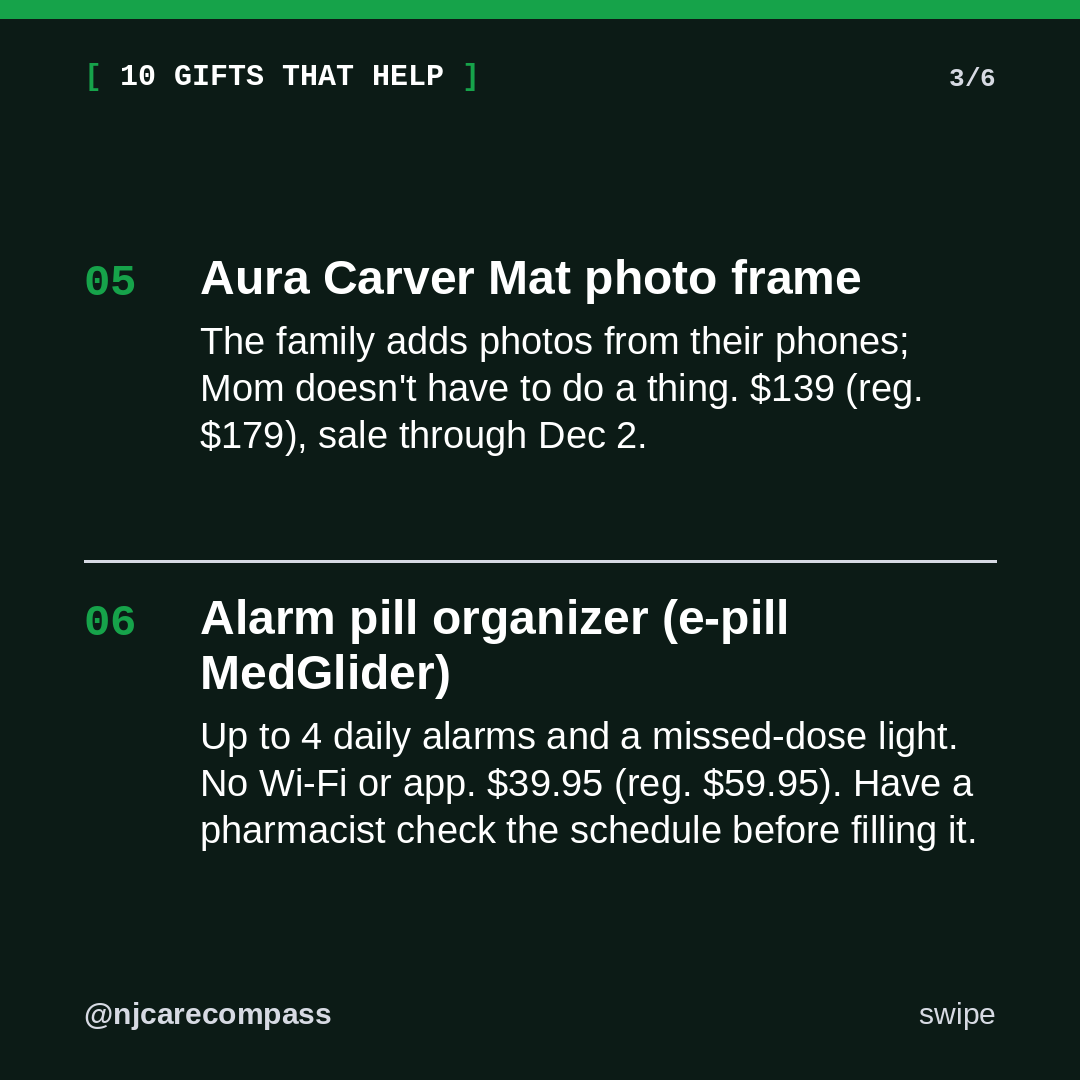 [ 10 GIFTS THAT HELP ]
3/6
05
Aura Carver Mat photo frame
The family adds photos from their phones;
Mom doesn't have to do a thing. $139 (reg.
$179), sale through Dec 2.
06
Alarm pill organizer (e-pill
MedGlider)
Up to 4 daily alarms and a missed-dose light.
No Wi-Fi or app. $39.95 (reg. $59.95). Have a
pharmacist check the schedule before filling it.
@njcarecompass
swipe